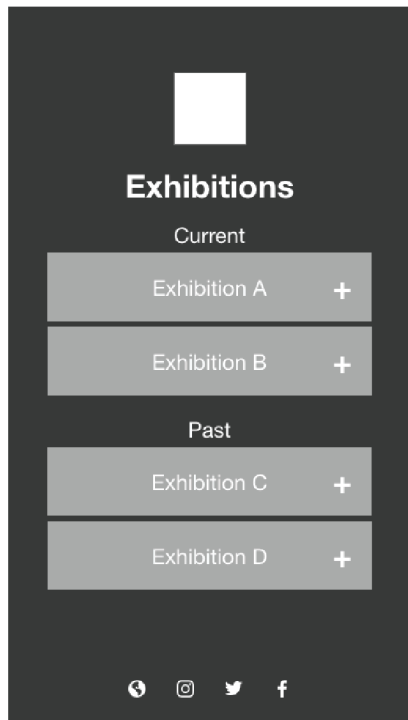 Exhibitions
Current
Exhibition A +
Exhibition B +
Past
Exhibition C +
Exhibition D +